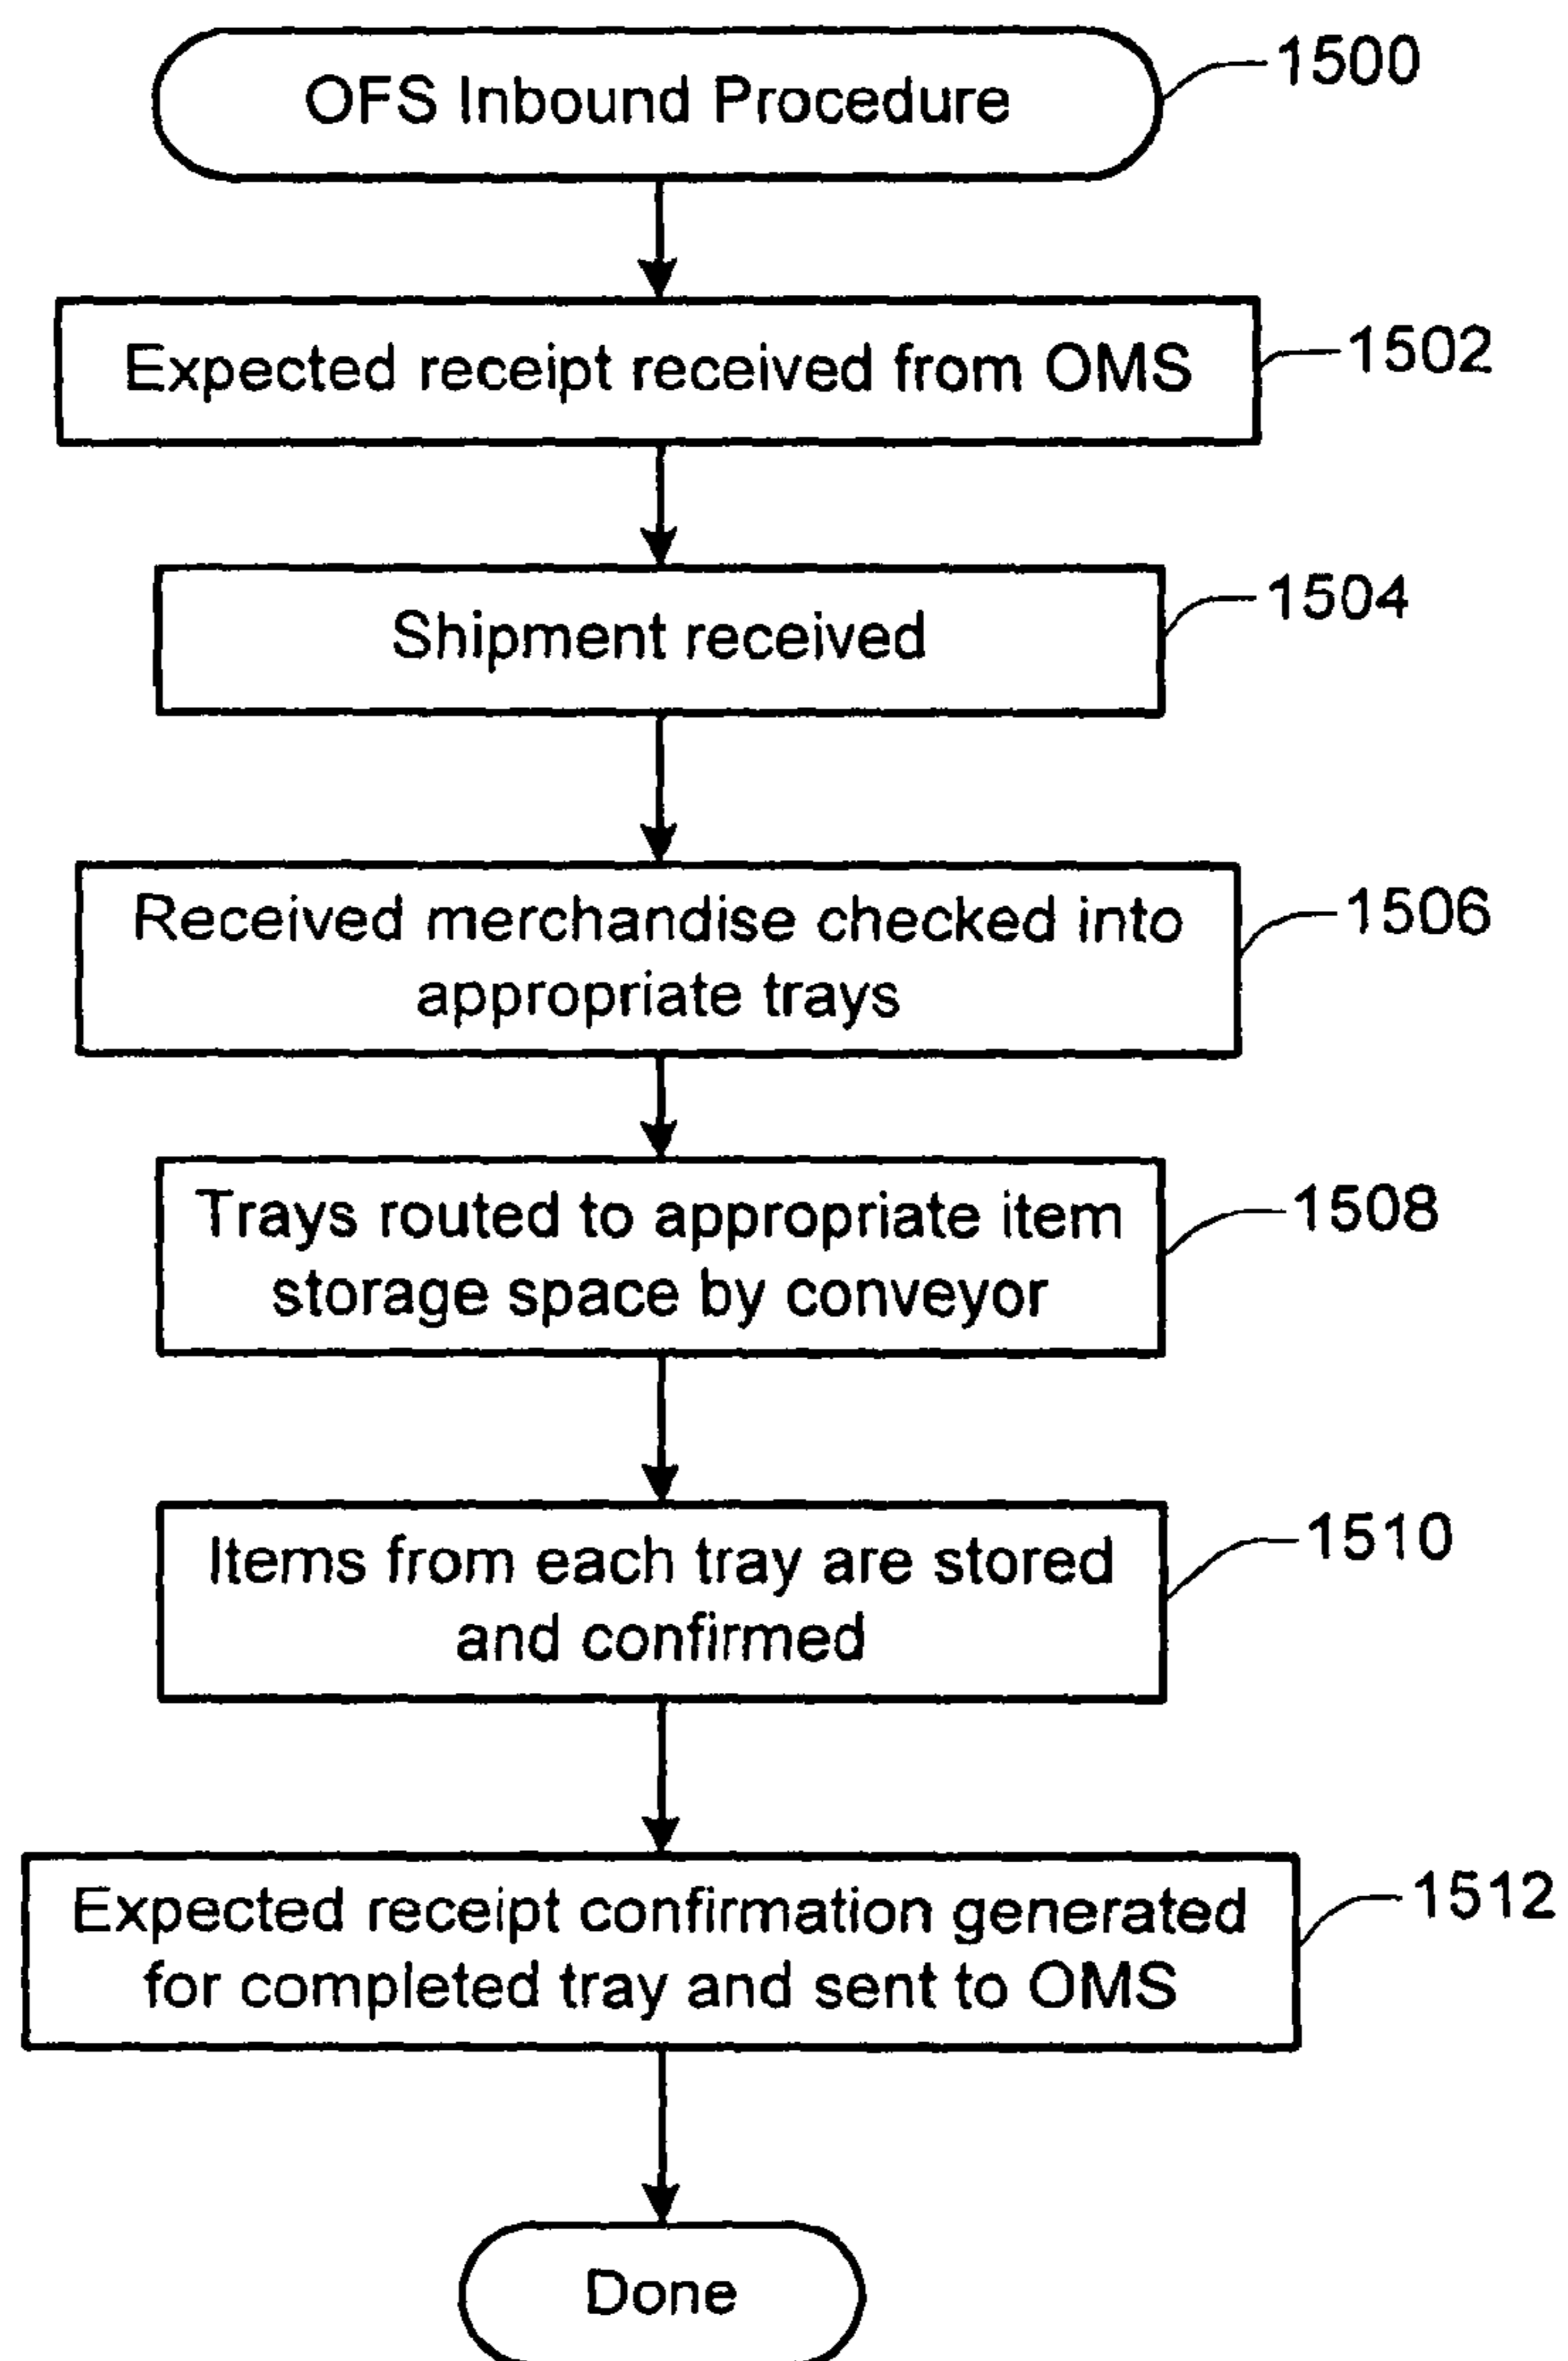 OFS Inbound Procedure
1500
Expected receipt received from OMS
1502
Shipment received
1504
Received merchandise checked into
appropriate trays
1506
Trays routed to appropriate item
storage space by conveyor
1508
Items from each tray are stored
and confirmed
1510
Expected receipt confirmation generated
for completed tray and sent to OMS
1512
Done